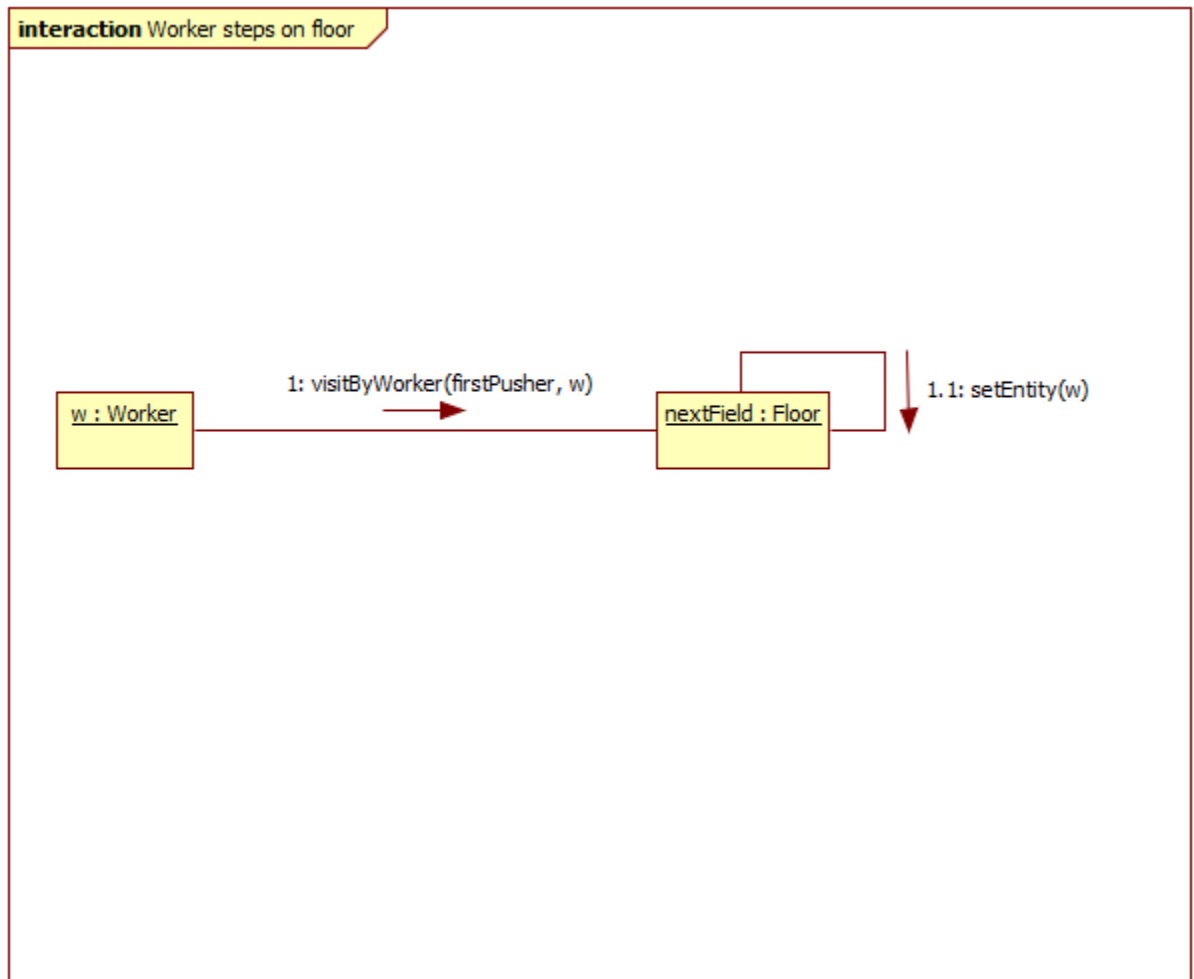 interaction Worker steps on floor
1: visitByWorker(firstPusher, w)
1.1: setEntity(w)
w : Worker
nextField : Floor